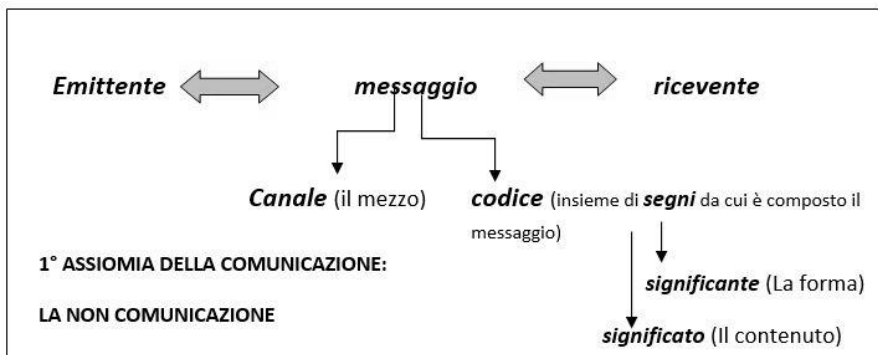 Emittente messaggio ricevente
Canale (il mezzo) codice (insieme di segni da cui è composto il
messaggio)
1° ASSIOMIA DELLA COMUNICAZIONE:
significante (La forma)
LA NON COMUNICAZIONE
significato (Il contenuto)